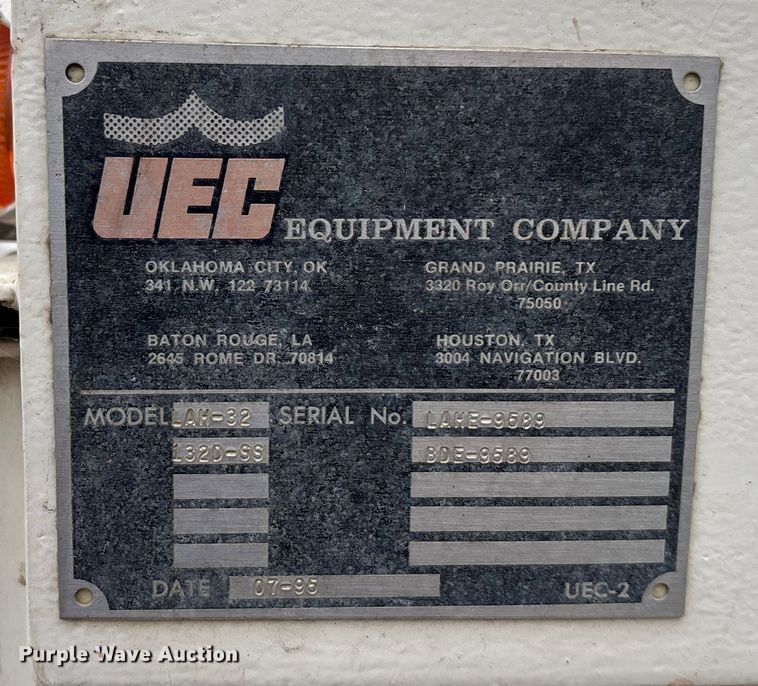 UEC EQUIPMENT COMPANY
OKLAHOMA CITY, OK
341 N.W. 122 73114
GRAND PRAIRIE, TX
3320 Roy Orr/County Line Rd.
75050
BATON ROUGE, LA
2645 ROME DR. 70814
HOUSTON, TX
3004 NAVIGATION BLVD.
77003
MODEL LAH-32 SERIAL No. LAHE-9589
132D-SS BDE-9589
DATE 07-95 UEC-2
Purple Wave Auction